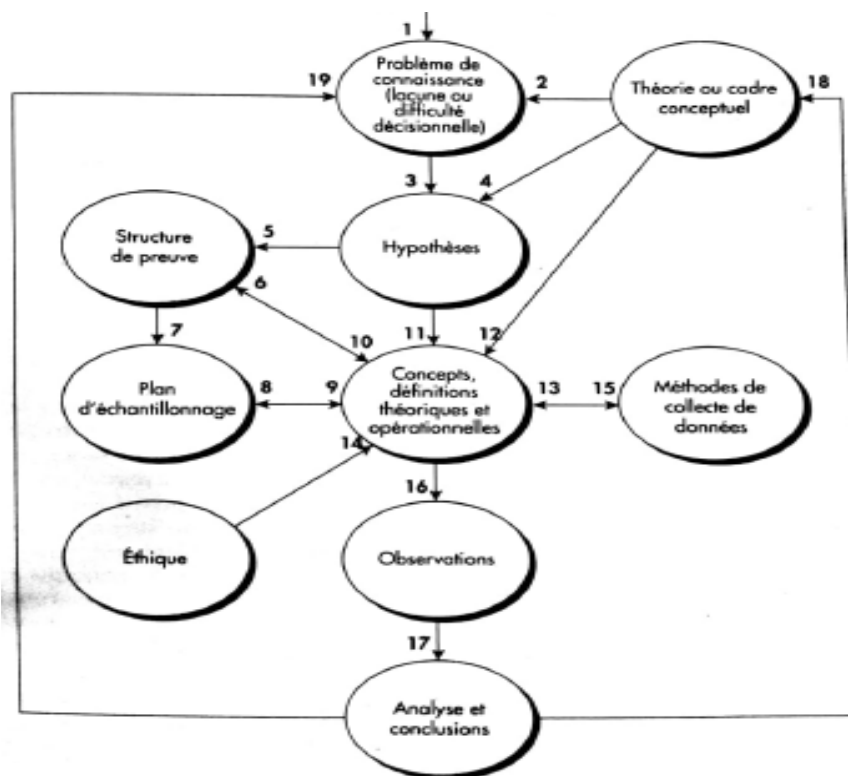 1
19
Problème de
connaissance
(lacune ou
difficulté
décisionnelle)
2
Théorie ou cadre
conceptuel
18
3
4
Structure
de preuve
5
Hypothèses
6
7
10
11
12
Plan
d'échantillonnage
8
9
Concepts,
définitions
théoriques et
opérationnelles
13
15
Méthodes de
collecte de
données
14
16
Éthique
Observations
17
Analyse et
conclusions